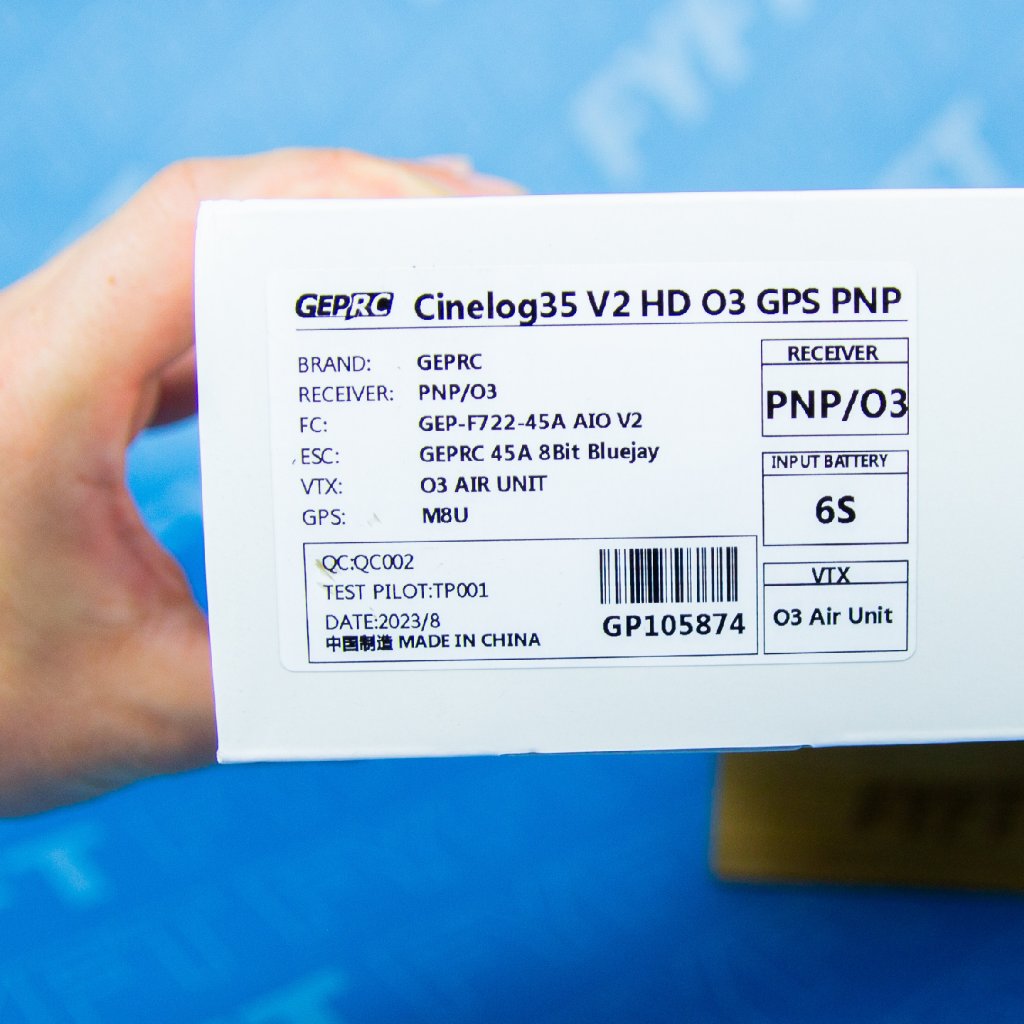 GEPRC Cinelog35 V2 HD O3 GPS PNP
BRAND: GEPRC
RECEIVER: PNP/O3
FC: GEP-F722-45A AIO V2
ESC: GEPRC 45A 8Bit Bluejay
VTX: O3 AIR UNIT
GPS: M8U
QC:QC002
TEST PILOT:TP001
DATE:2023/8
中国制造 MADE IN CHINA
GP105874
RECEIVER
PNP/O3
INPUT BATTERY
6S
VTX
O3 Air Unit